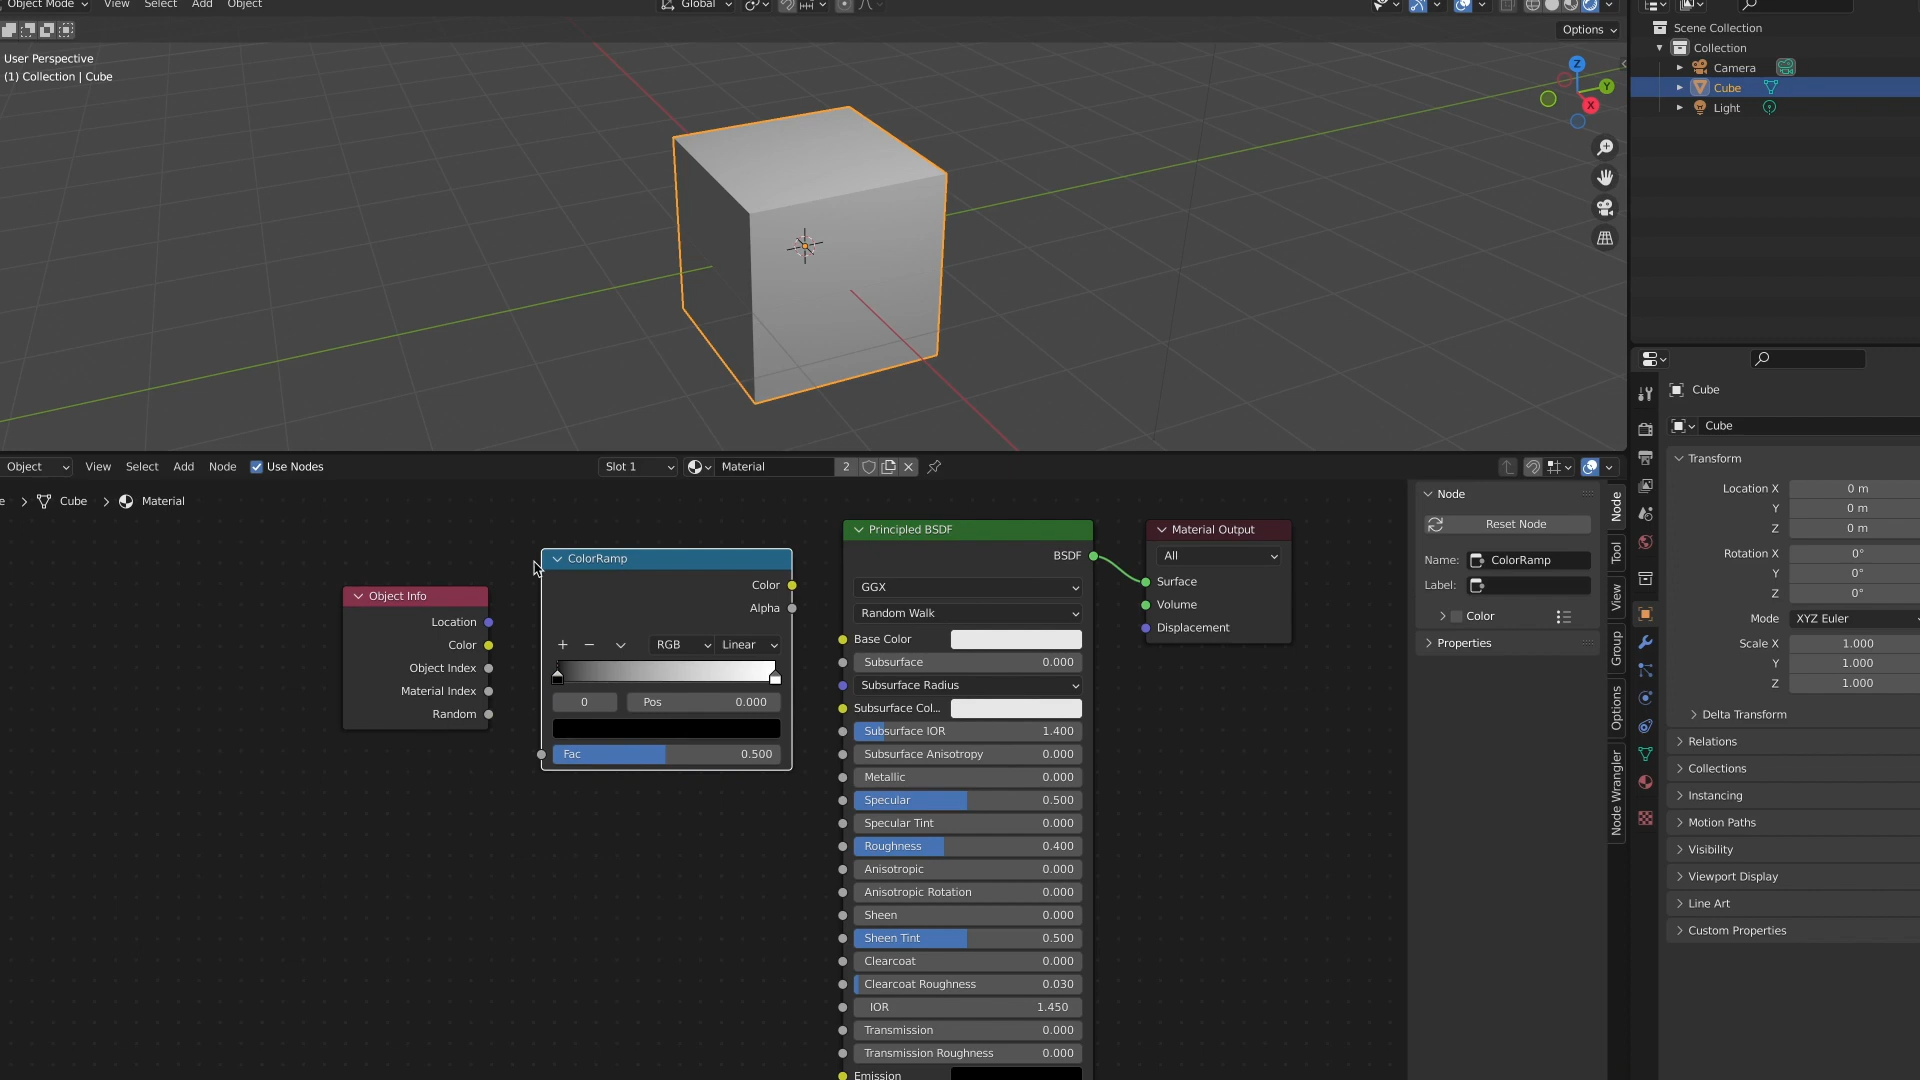 Object Mode View Select Add Object Global
Options
User Perspective
(1) Collection | Cube
Z
Y
X
Scene Collection
Collection
Camera
Cube
Light
Object View Select Add Node Use Nodes Slot 1 Material 2
e > Cube > Material
Object Info
Location
Color
Object Index
Material Index
Random
ColorRamp
Color
Alpha
+ − RGB Linear
0 Pos 0.000
Fac 0.500
Principled BSDF
BSDF
GGX
Random Walk
Base Color
Subsurface 0.000
Subsurface Radius
Subsurface Col...
Subsurface IOR 1.400
Subsurface Anisotropy 0.000
Metallic 0.000
Specular 0.500
Specular Tint 0.000
Roughness 0.400
Anisotropic 0.000
Anisotropic Rotation 0.000
Sheen 0.000
Sheen Tint 0.500
Clearcoat 0.000
Clearcoat Roughness 0.030
IOR 1.450
Transmission 0.000
Transmission Roughness 0.000
Emission
Material Output
All
Surface
Volume
Displacement
Node
Reset Node
Name: ColorRamp
Label:
Color
Properties
Node
Tool
View
Group
Options
Node Wrangler
Cube
Cube
Transform
Location X 0 m
Y 0 m
Z 0 m
Rotation X 0°
Y 0°
Z 0°
Mode XYZ Euler
Scale X 1.000
Y 1.000
Z 1.000
Delta Transform
Relations
Collections
Instancing
Motion Paths
Visibility
Viewport Display
Line Art
Custom Properties